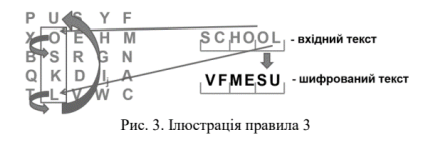 P U S Y F
X O E H M
B S R G N
Q K D I, A
T L V W C
SCHOOL - вхідний текст
VFMESU - шифрований текст
Рис. 3. Ілюстрація правила 3